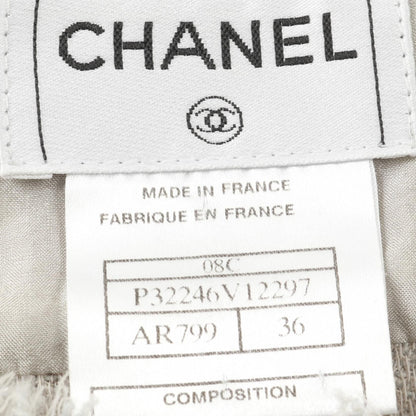 CHANEL
MADE IN FRANCE
FABRIQUE EN FRANCE
08C
P32246V12297
AR799 36
COMPOSITION